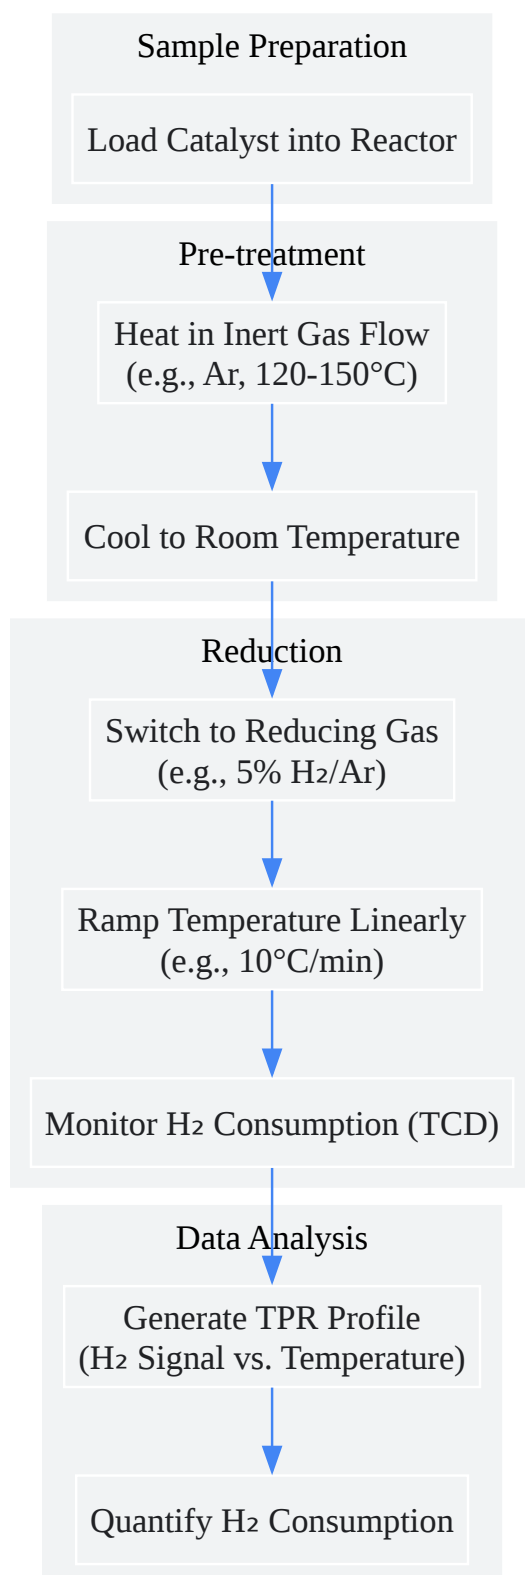 Sample Preparation
Load Catalyst into Reactor
Pre-treatment
Heat in Inert Gas Flow
(e.g., Ar, 120-150°C)
Cool to Room Temperature
Reduction
Switch to Reducing Gas
(e.g., 5% H₂/Ar)
Ramp Temperature Linearly
(e.g., 10°C/min)
Monitor H₂ Consumption (TCD)
Data Analysis
Generate TPR Profile
(H₂ Signal vs. Temperature)
Quantify H₂ Consumption